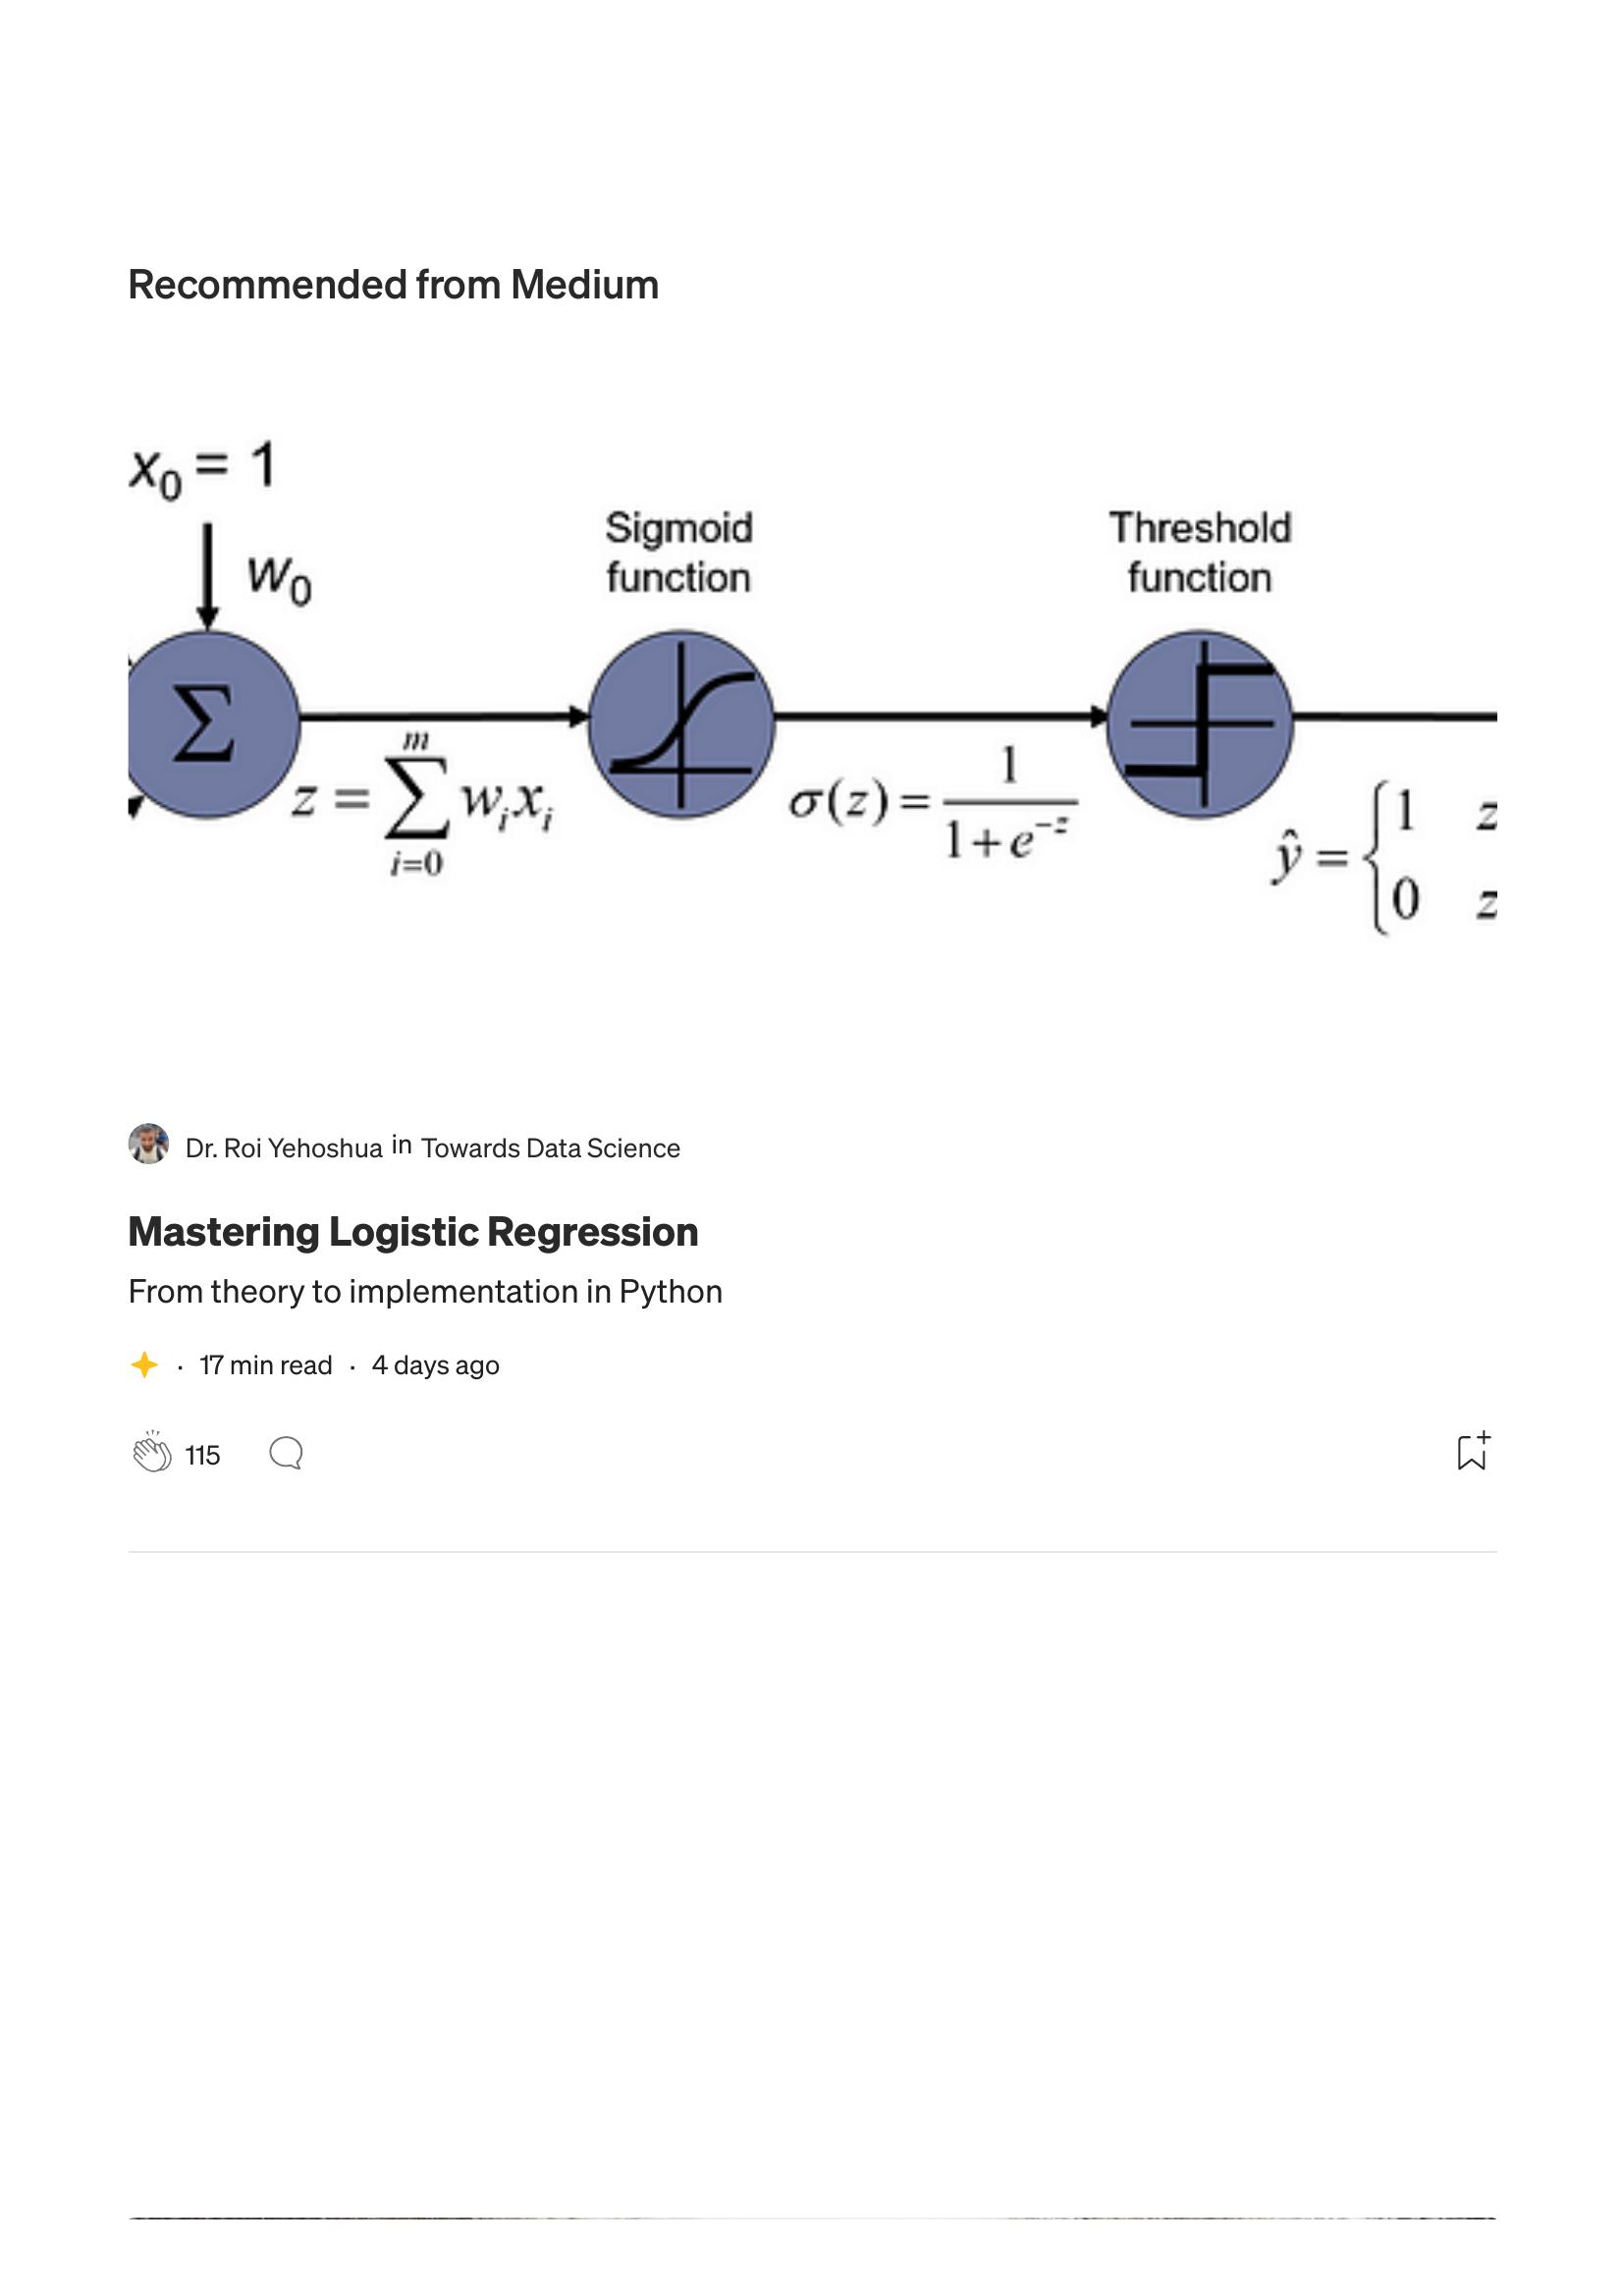 Recommended from Medium
x₀ = 1
w₀
Sigmoid
function
Threshold
function
Σ
z = ∑_{i=0}^{m} wᵢxᵢ
σ(z) = 1 / (1 + e^{−z})
ŷ = { 1 z
0 z
Dr. Roi Yehoshua in Towards Data Science
Mastering Logistic Regression
From theory to implementation in Python
· 17 min read · 4 days ago
115